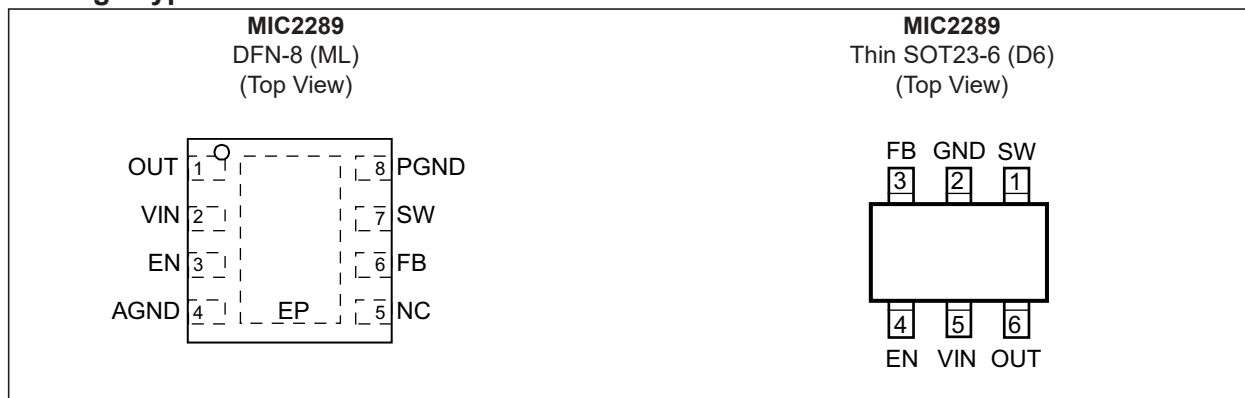 MIC2289
DFN-8 (ML)
(Top View)
OUT 1 8 PGND
VIN 2 7 SW
EN 3 6 FB
AGND 4 EP 5 NC
MIC2289
Thin SOT23-6 (D6)
(Top View)
FB GND SW
3 2 1
4 5 6
EN VIN OUT